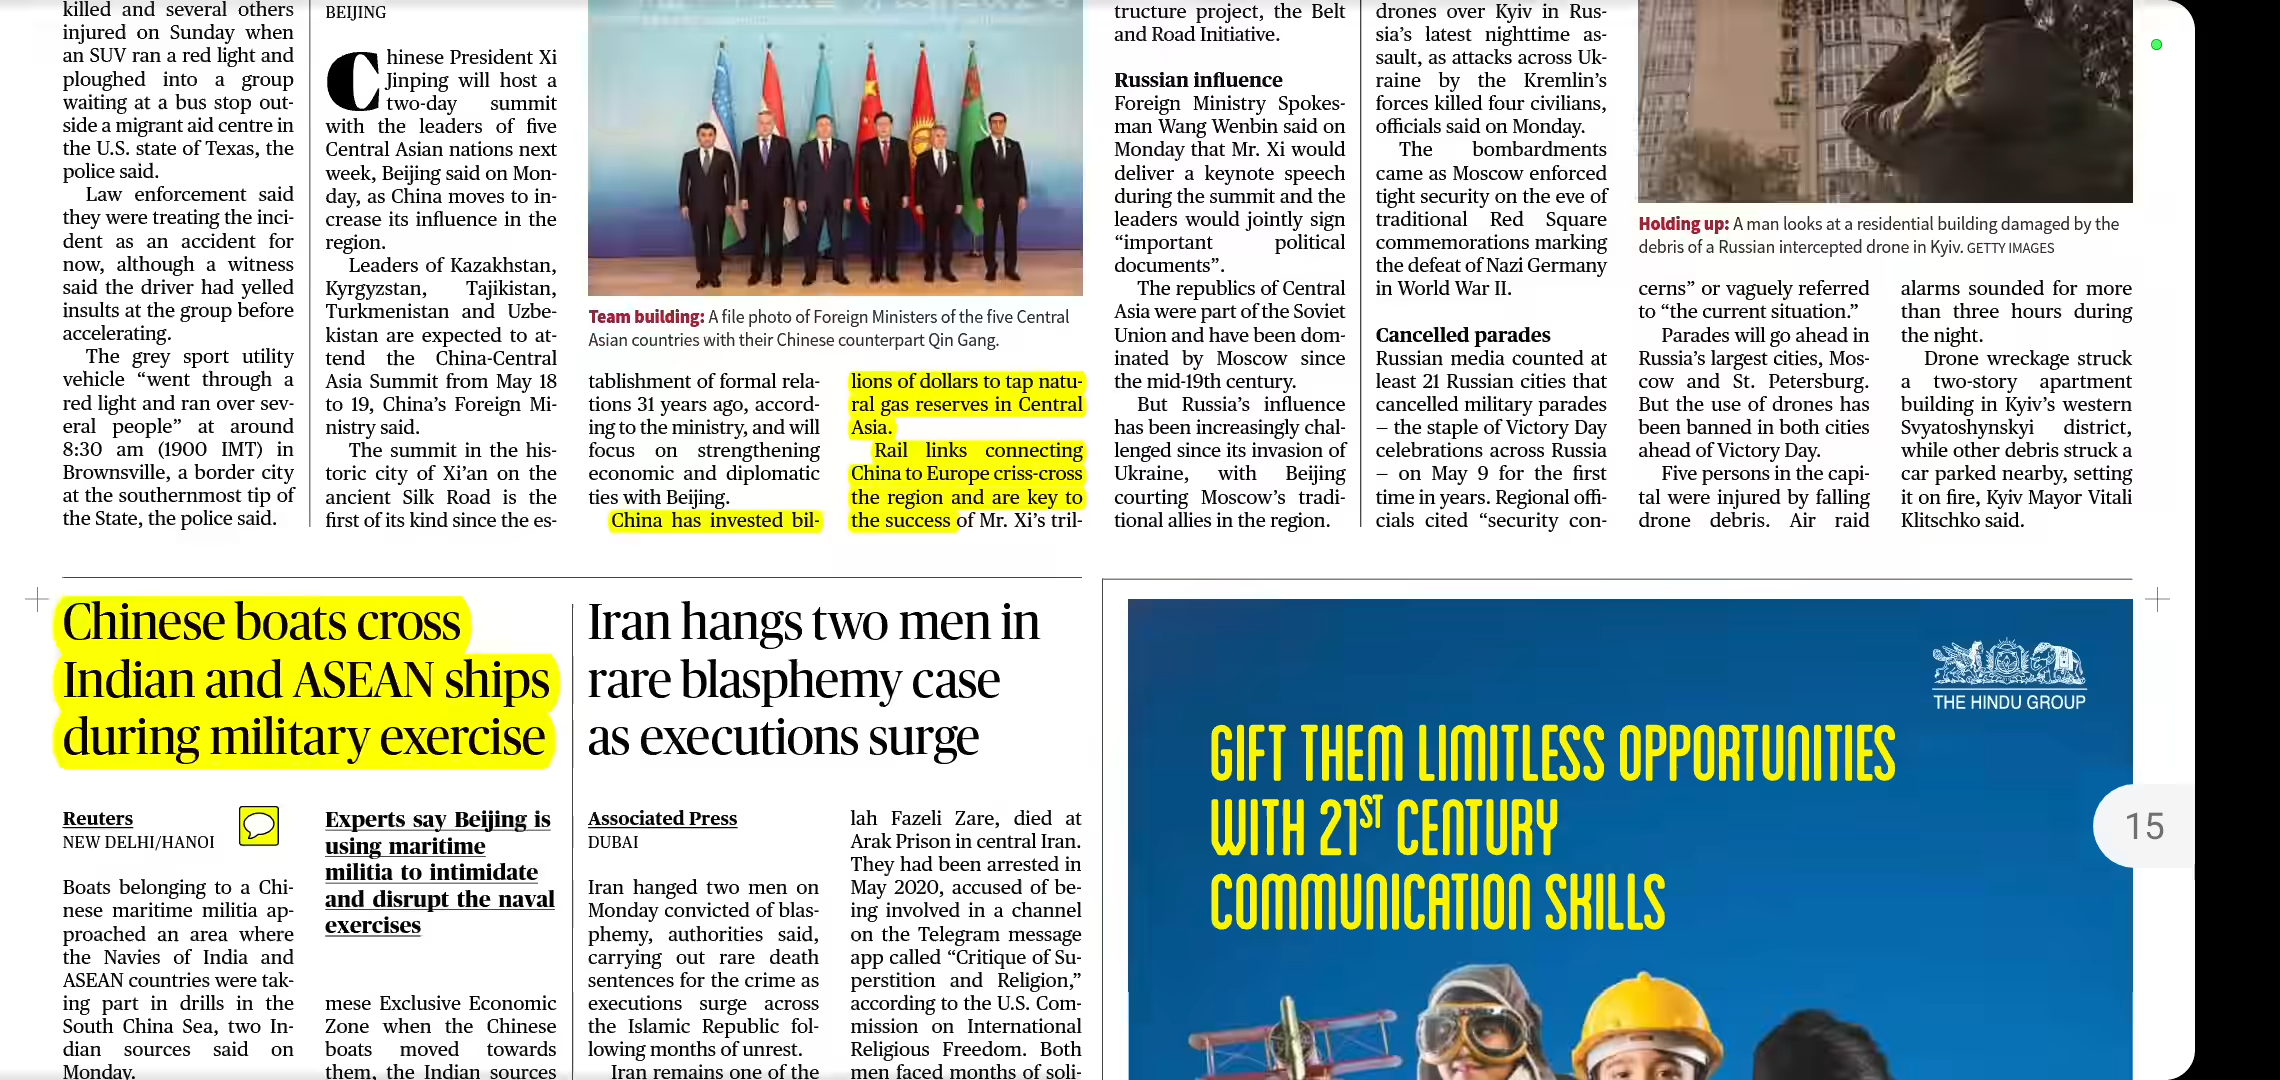 killed and several others
injured on Sunday when
an SUV ran a red light and
ploughed into a group
waiting at a bus stop out-
side a migrant aid centre in
the U.S. state of Texas, the
police said.
Law enforcement said
they were treating the inci-
dent as an accident for
now, although a witness
said the driver had yelled
insults at the group before
accelerating.
The grey sport utility
vehicle “went through a
red light and ran over sev-
eral people” at around
8:30 am (1900 IMT) in
Brownsville, a border city
at the southernmost tip of
the State, the police said.
BEIJING
Chinese President Xi
Jinping will host a
two-day summit
with the leaders of five
Central Asian nations next
week, Beijing said on Mon-
day, as China moves to in-
crease its influence in the
region.
Leaders of Kazakhstan,
Kyrgyzstan, Tajikistan,
Turkmenistan and Uzbe-
kistan are expected to at-
tend the China-Central
Asia Summit from May 18
to 19, China’s Foreign Mi-
nistry said.
The summit in the his-
toric city of Xi’an on the
ancient Silk Road is the
first of its kind since the es-
Team building: A file photo of Foreign Ministers of the five Central
Asian countries with their Chinese counterpart Qin Gang.
tablishment of formal rela-
tions 31 years ago, accord-
ing to the ministry, and will
focus on strengthening
economic and diplomatic
ties with Beijing.
China has invested bil-
lions of dollars to tap natu-
ral gas reserves in Central
Asia.
Rail links connecting
China to Europe criss-cross
the region and are key to
the success of Mr. Xi’s tril-
tructure project, the Belt
and Road Initiative.
Russian influence
Foreign Ministry Spokes-
man Wang Wenbin said on
Monday that Mr. Xi would
deliver a keynote speech
during the summit and the
leaders would jointly sign
“important political
documents”.
The republics of Central
Asia were part of the Soviet
Union and have been dom-
inated by Moscow since
the mid-19th century.
But Russia’s influence
has been increasingly chal-
lenged since its invasion of
Ukraine, with Beijing
courting Moscow’s tradi-
tional allies in the region.
drones over Kyiv in Rus-
sia’s latest nighttime as-
sault, as attacks across Uk-
raine by the Kremlin’s
forces killed four civilians,
officials said on Monday.
The bombardments
came as Moscow enforced
tight security on the eve of
traditional Red Square
commemorations marking
the defeat of Nazi Germany
in World War II.
Cancelled parades
Russian media counted at
least 21 Russian cities that
cancelled military parades
– the staple of Victory Day
celebrations across Russia
– on May 9 for the first
time in years. Regional offi-
cials cited “security con-
Holding up: A man looks at a residential building damaged by the
debris of a Russian intercepted drone in Kyiv. GETTY IMAGES
cerns” or vaguely referred
to “the current situation.”
Parades will go ahead in
Russia’s largest cities, Mos-
cow and St. Petersburg.
But the use of drones has
been banned in both cities
ahead of Victory Day.
Five persons in the capi-
tal were injured by falling
drone debris. Air raid
alarms sounded for more
than three hours during
the night.
Drone wreckage struck
a two-story apartment
building in Kyiv’s western
Svyatoshynskyi district,
while other debris struck a
car parked nearby, setting
it on fire, Kyiv Mayor Vitali
Klitschko said.
Chinese boats cross
Indian and ASEAN ships
during military exercise
Reuters
NEW DELHI/HANOI
Boats belonging to a Chi-
nese maritime militia ap-
proached an area where
the Navies of India and
ASEAN countries were tak-
ing part in drills in the
South China Sea, two In-
dian sources said on
Monday.
Experts say Beijing is
using maritime
militia to intimidate
and disrupt the naval
exercises
mese Exclusive Economic
Zone when the Chinese
boats moved towards
them, the Indian sources
Iran hangs two men in
rare blasphemy case
as executions surge
Associated Press
DUBAI
Iran hanged two men on
Monday convicted of blas-
phemy, authorities said,
carrying out rare death
sentences for the crime as
executions surge across
the Islamic Republic fol-
lowing months of unrest.
Iran remains one of the
lah Fazeli Zare, died at
Arak Prison in central Iran.
They had been arrested in
May 2020, accused of be-
ing involved in a channel
on the Telegram message
app called “Critique of Su-
perstition and Religion,”
according to the U.S. Com-
mission on International
Religious Freedom. Both
men faced months of soli-
THE HINDU GROUP
GIFT THEM LIMITLESS OPPORTUNITIES
WITH 21ST CENTURY
COMMUNICATION SKILLS
15